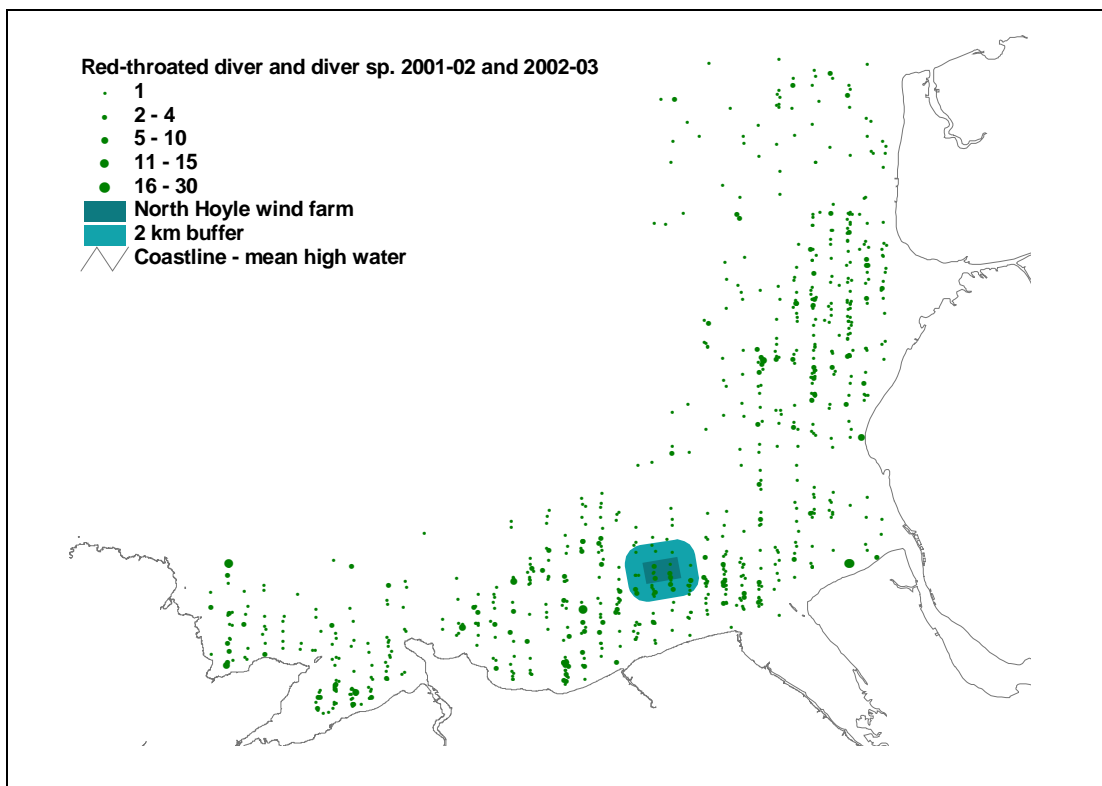 Red-throated diver and diver sp. 2001-02 and 2002-03
1
2 - 4
5 - 10
11 - 15
16 - 30
North Hoyle wind farm
2 km buffer
Coastline - mean high water